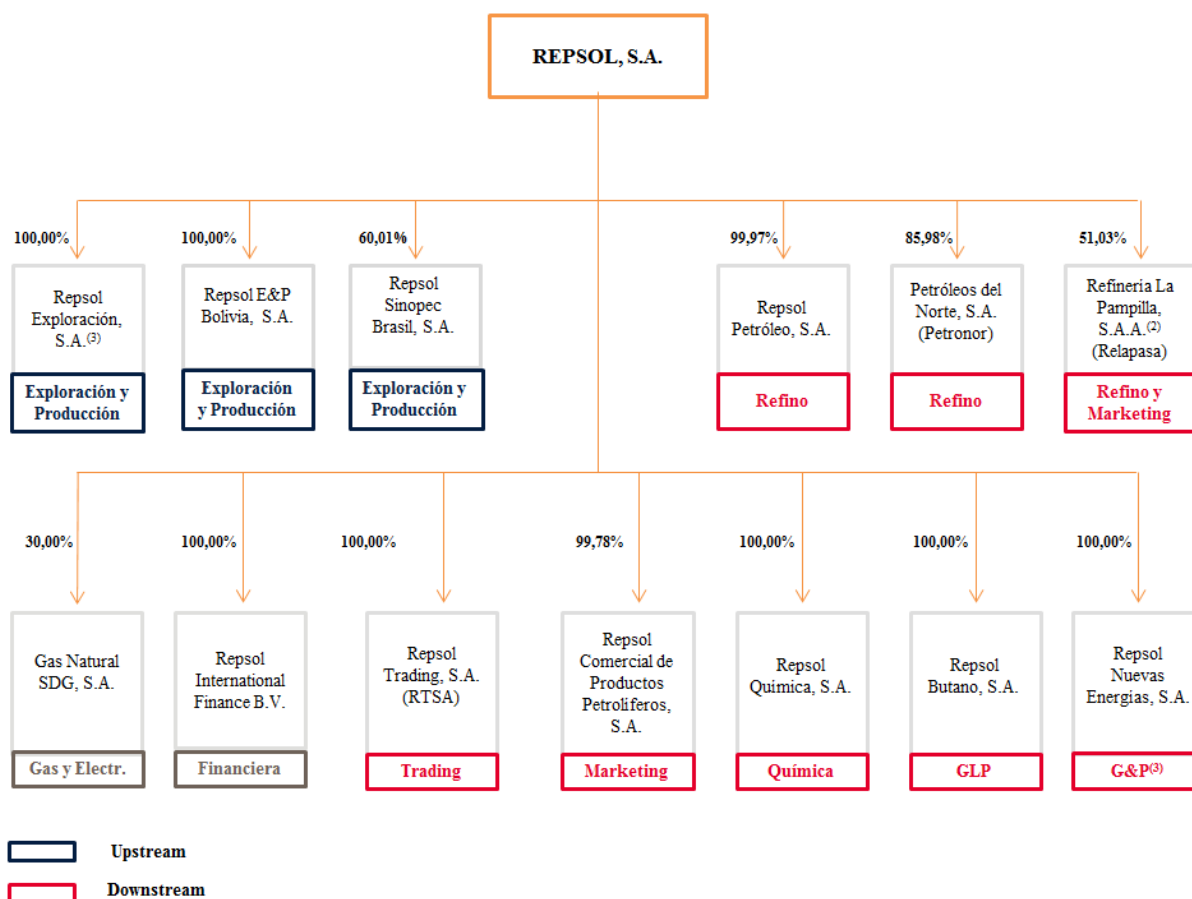 REPSOL, S.A.
100,00%
100,00%
60,01%
99,97%
85,98%
51,03%
Repsol
Exploración,
S.A.(3)
Repsol E&P
Bolivia, S.A.
Repsol
Sinopec
Brasil, S.A.
Repsol
Petróleo, S.A.
Petróleos del
Norte, S.A.
(Petronor)
Refineria La
Pampilla,
S.A.A.(2)
(Relapasa)
Exploración y
Producción
Exploración
y Producción
Exploración y
Producción
Refino
Refino
Refino y
Marketing
30,00%
100,00%
100,00%
99,78%
100,00%
100,00%
100,00%
Gas Natural
SDG, S.A.
Repsol
International
Finance B.V.
Repsol
Trading, S.A.
(RTSA)
Repsol
Comercial de
Productos
Petrolíferos,
S.A.
Repsol
Química, S.A.
Repsol
Butano, S.A.
Repsol
Nuevas
Energías, S.A.
Gas y Electr.
Financiera
Trading
Marketing
Química
GLP
G&P(3)
Upstream
Downstream